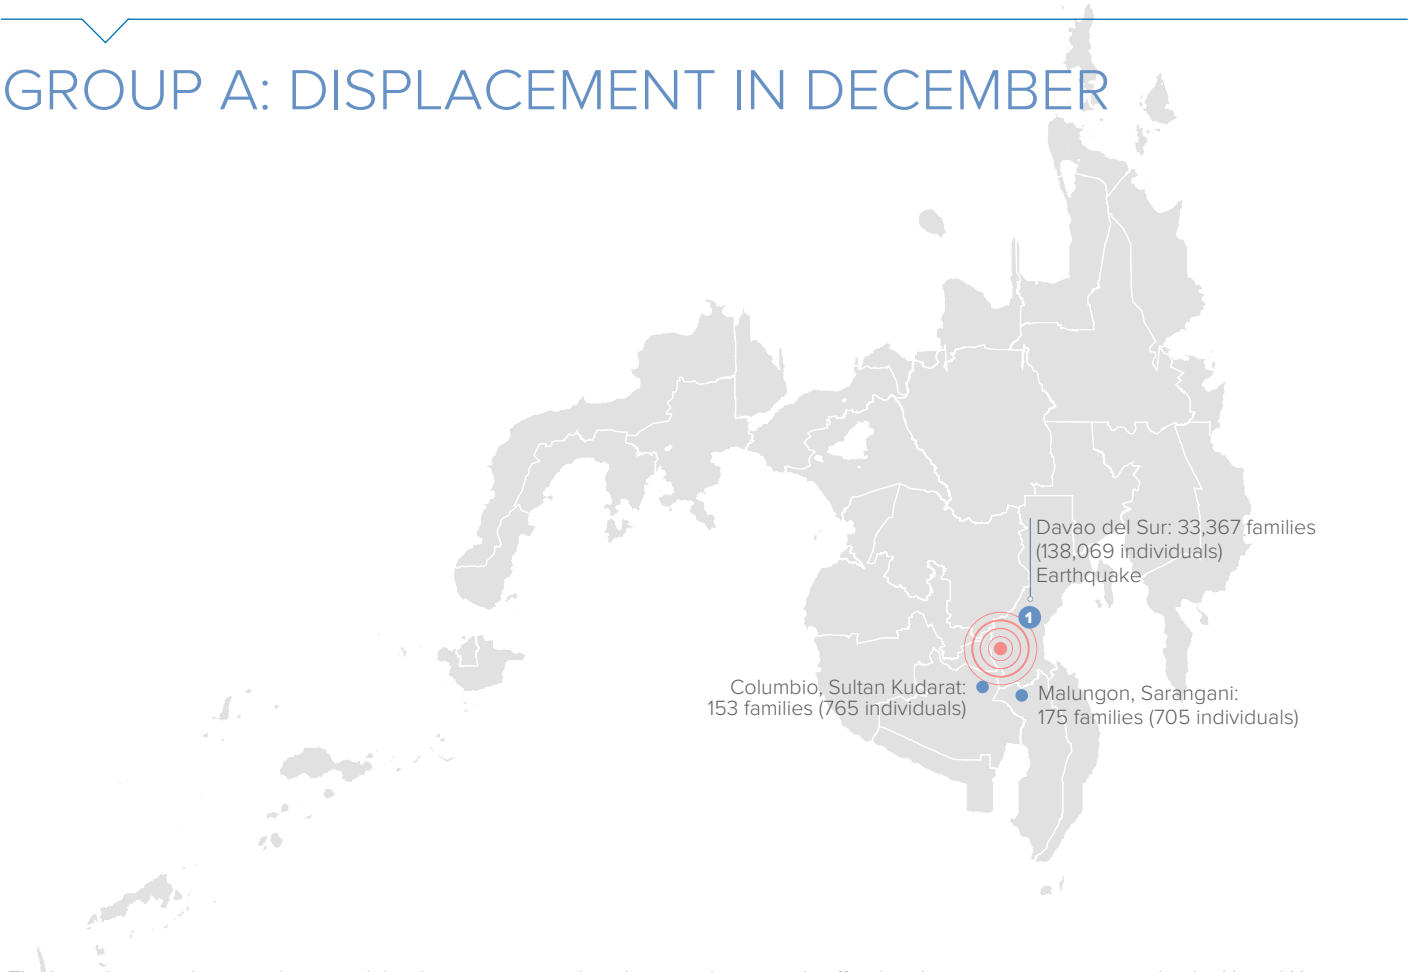 GROUP A: DISPLACEMENT IN DECEMBER
Davao del Sur: 33,367 families
(138,069 individuals)
Earthquake
1
Columbio, Sultan Kudarat:
153 families (765 individuals)
Malungon, Sarangani:
175 families (705 individuals)